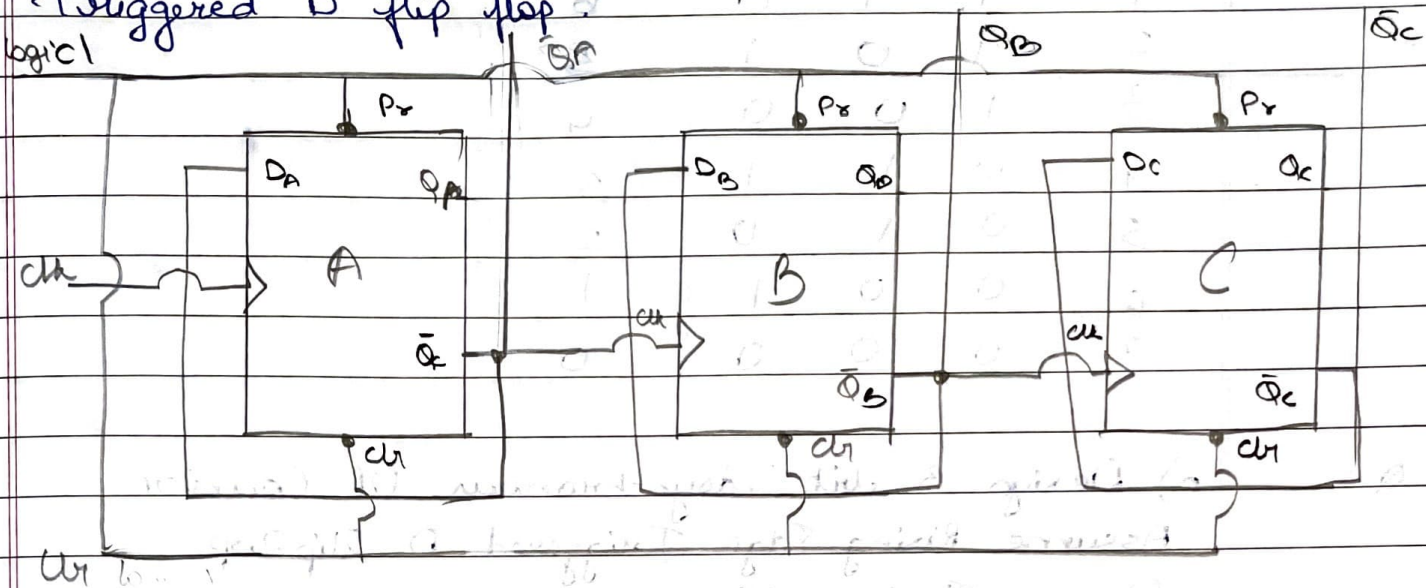 Triggered D flip flop.
logic 1
Q̄A
QB
Q̄c
Pr
Pr
Pr
DA
QA
DB
QB
DC
Qc
Clk
A
B
C
clk
clk
Q̄c
Q̄B
Q̄c
Clr
Clr
Clr
Clr